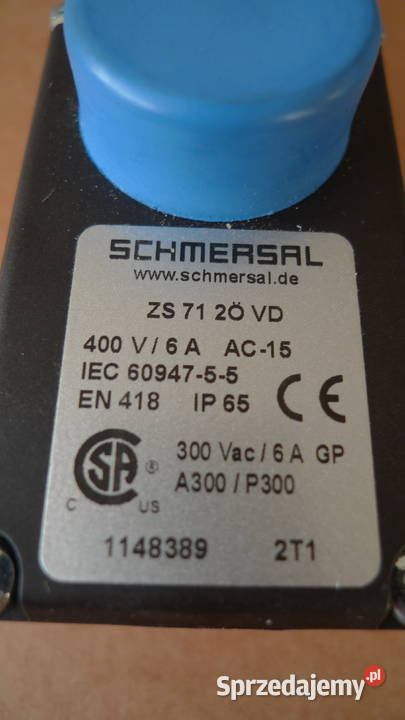 SCHMERSAL
www.schmersal.de
ZS 71 2Ö VD
400 V / 6 A AC-15
IEC 60947-5-5
EN 418 IP 65 CE
CSA ® 300 Vac / 6 A GP
A300 / P300
C US
1148389 2T1
Sprzedajemy.pl